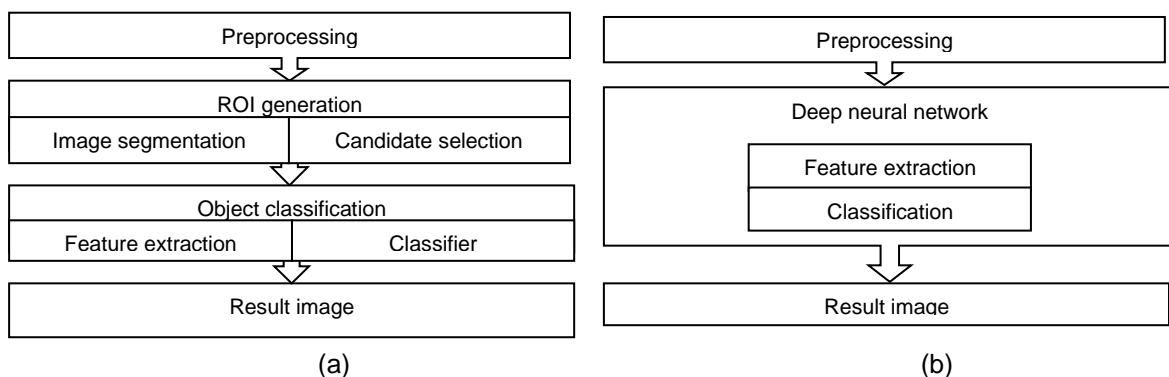 Preprocessing
ROI generation
Image segmentation
Candidate selection
Object classification
Feature extraction
Classifier
Result image
(a)
Preprocessing
Deep neural network
Feature extraction
Classification
Result image
(b)